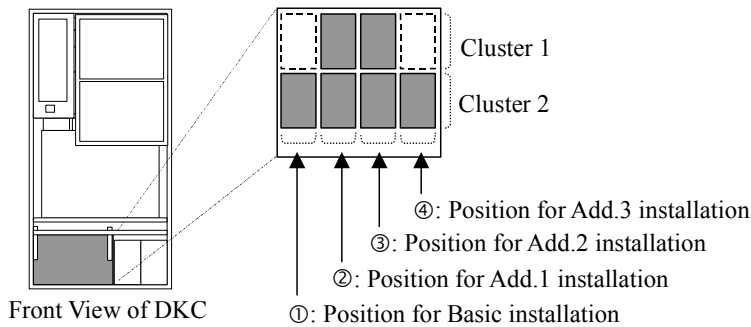 Cluster 1
Cluster 2
④: Position for Add.3 installation
③: Position for Add.2 installation
②: Position for Add.1 installation
Front View of DKC
①: Position for Basic installation